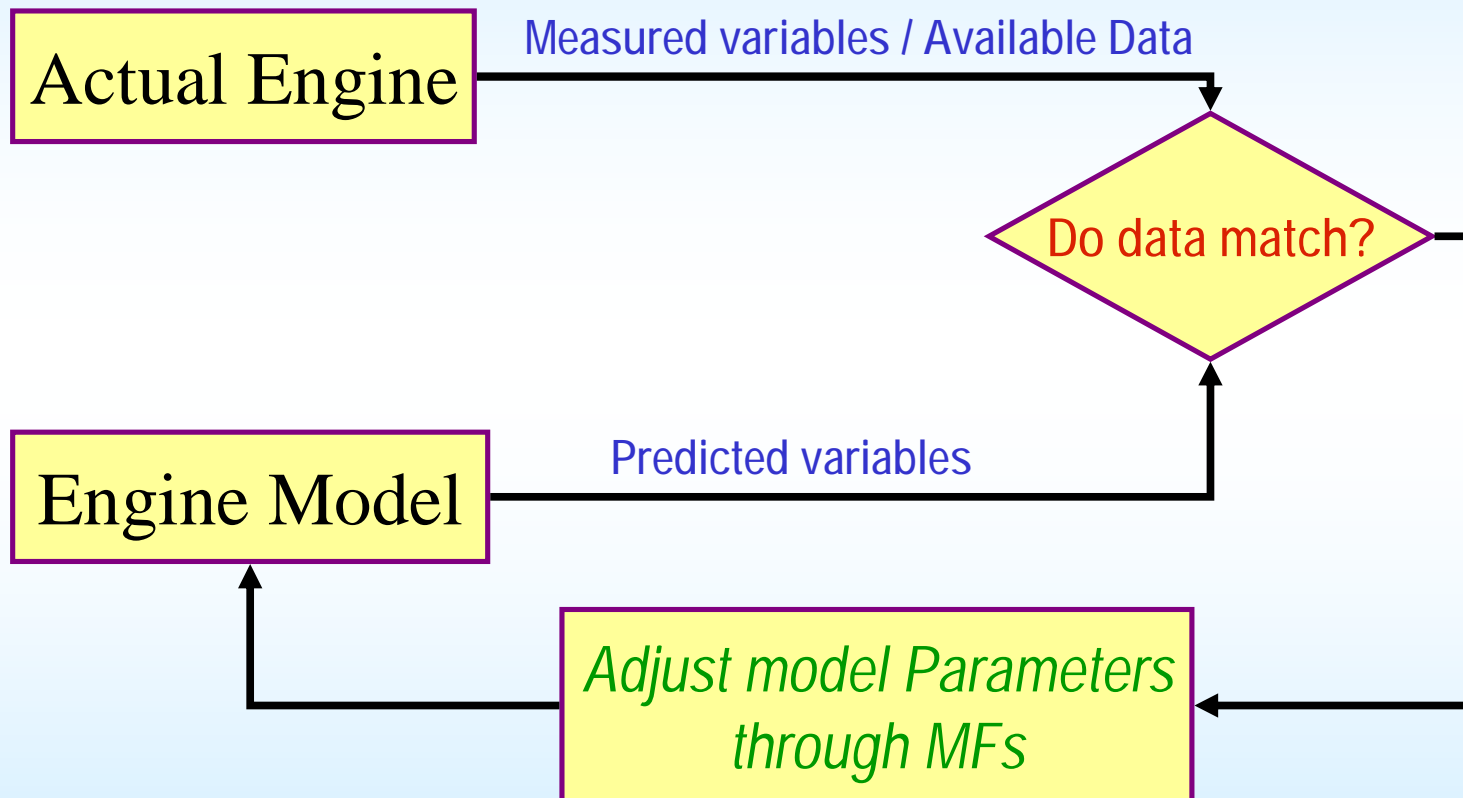 Measured variables / Available Data
Actual Engine
Do data match?
Predicted variables
Engine Model
Adjust model Parameters
through MFs